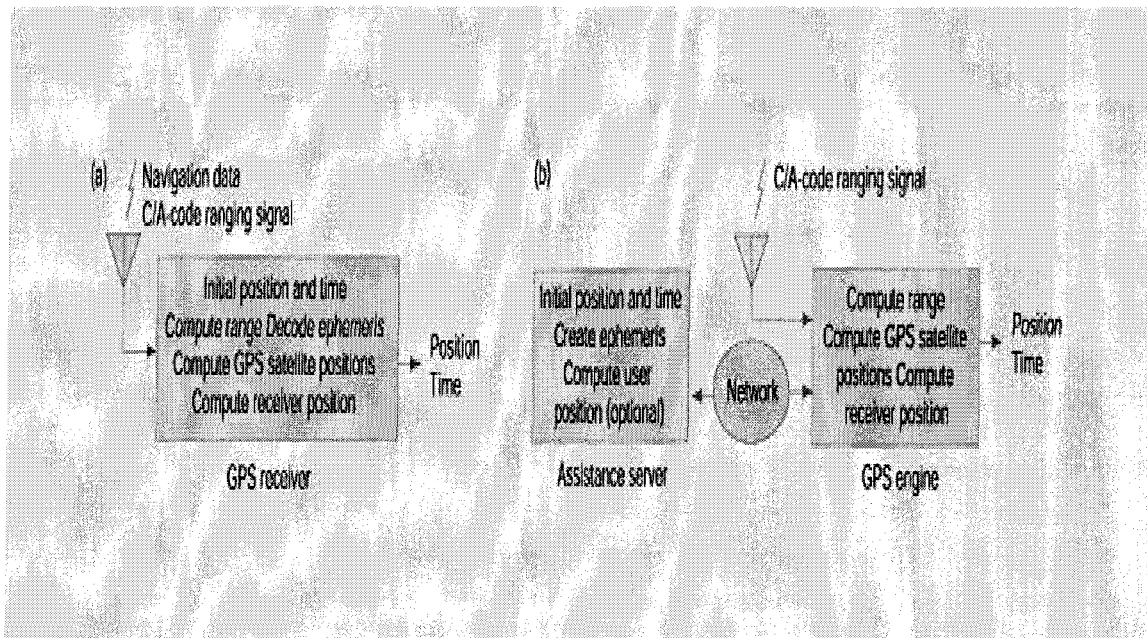 (a)
Navigation data
C/A-code ranging signal
Initial position and time
Compute range Decode ephemeris
Compute GPS satellite positions
Compute receiver position
Position
Time
GPS receiver
(b)
C/A-code ranging signal
Initial position and time
Create ephemeris
Compute user
position (optional)
Assistance server
Network
Compute range
Compute GPS satellite
positions Compute
receiver position
Position
Time
GPS engine